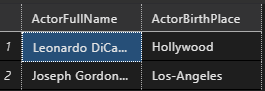 ActorFullName ActorBirthPlace
1 Leonardo DiCa... Hollywood
2 Joseph Gordon... Los-Angeles